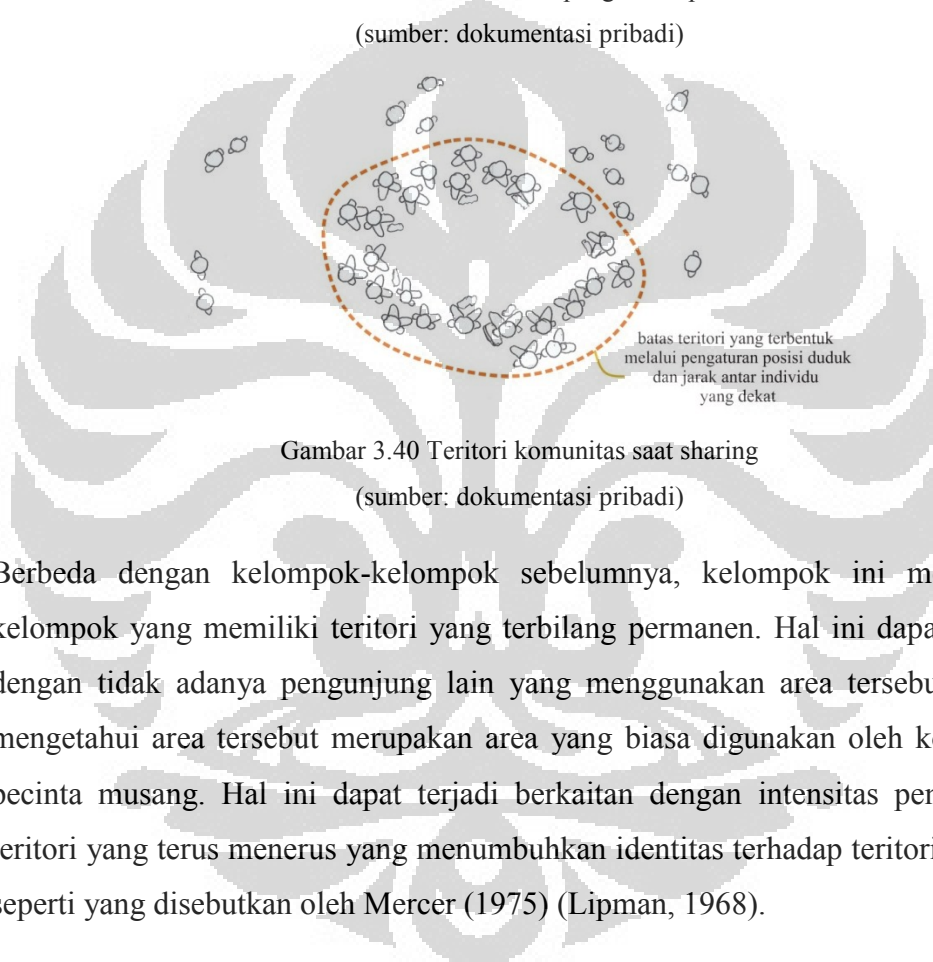 (sumber: dokumentasi pribadi)
batas teritori yang terbentuk
melalui pengaturan posisi duduk
dan jarak antar individu
yang dekat
Gambar 3.40 Teritori komunitas saat sharing
(sumber: dokumentasi pribadi)
Berbeda dengan kelompok-kelompok sebelumnya, kelompok ini m
kelompok yang memiliki teritori yang terbilang permanen. Hal ini dapa
dengan tidak adanya pengunjung lain yang menggunakan area tersebu
mengetahui area tersebut merupakan area yang biasa digunakan oleh ko
pecinta musang. Hal ini dapat terjadi berkaitan dengan intensitas pen
teritori yang terus menerus yang menumbuhkan identitas terhadap teritori
seperti yang disebutkan oleh Mercer (1975) (Lipman, 1968).